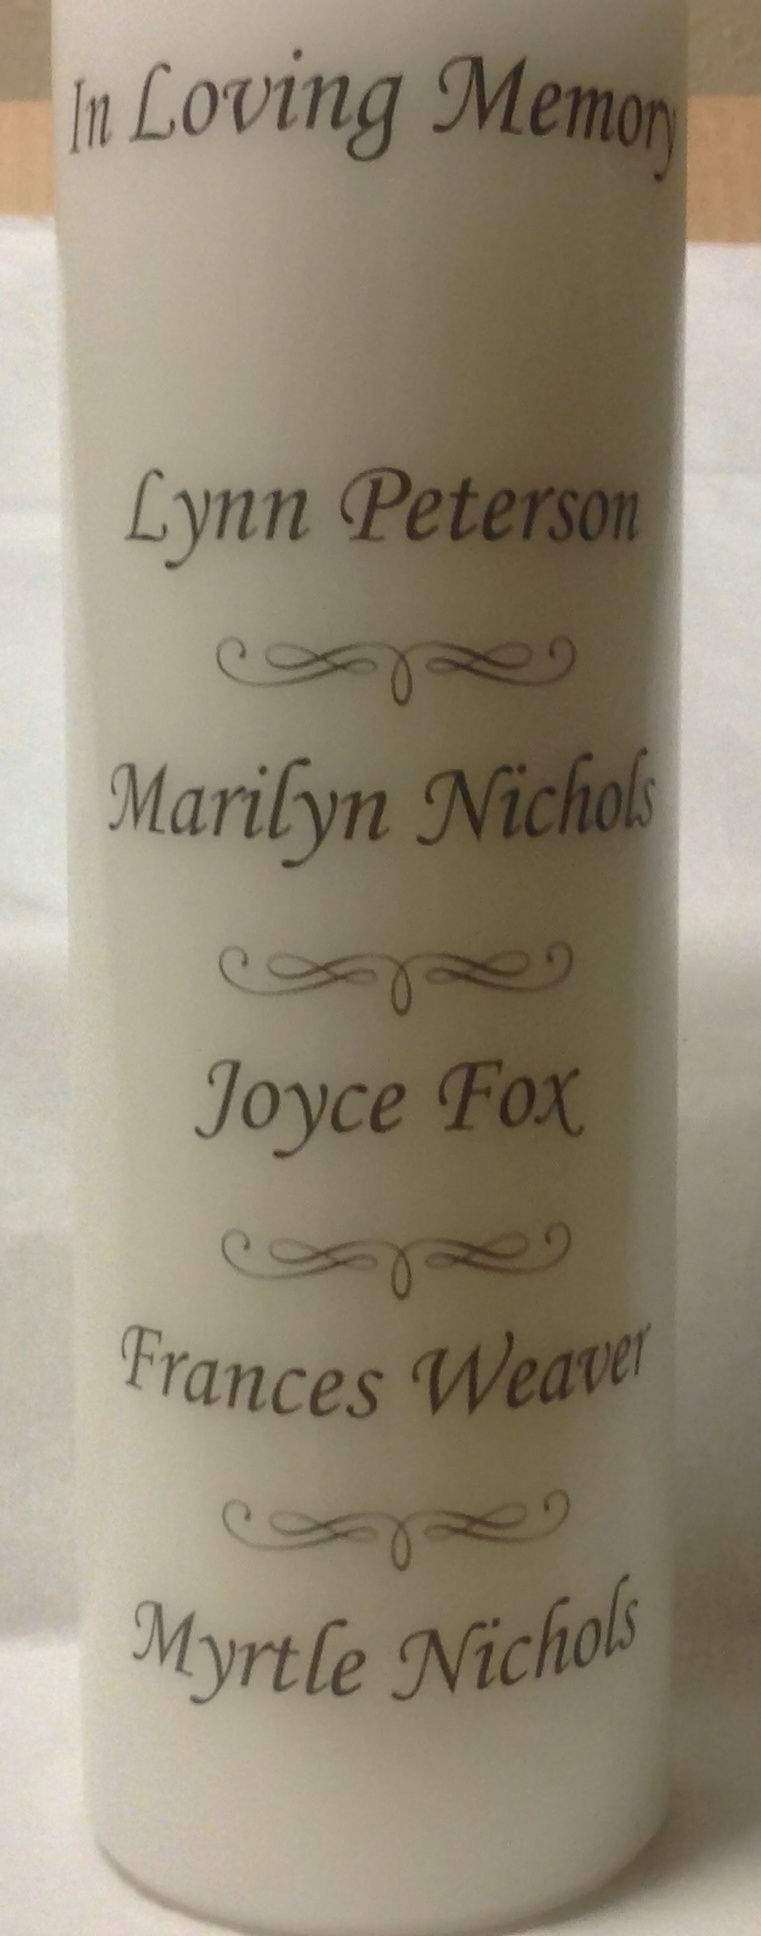 In Loving Memory
Lynn Peterson
Marilyn Nichols
Joyce Fox
Frances Weaver
Myrtle Nichols